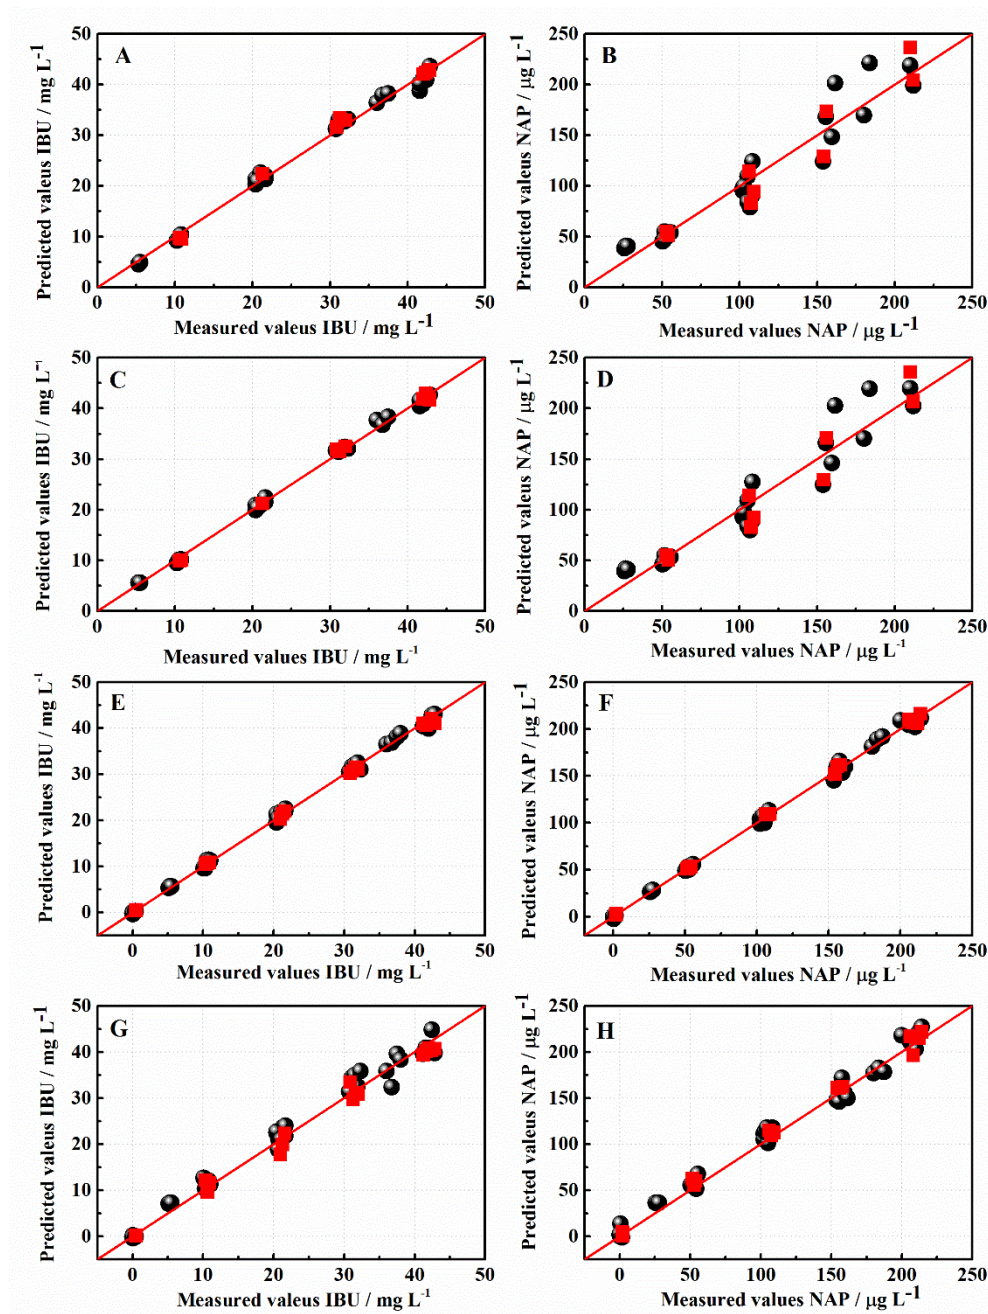 A
Predicted valeus IBU / mg L-1
50
40
30
20
10
0
0 10 20 30 40 50
Measured valeus IBU / mg L-1
B
Predicted valeus NAP / µg L-1
250
200
150
100
50
0
0 50 100 150 200 250
Measured values NAP / µg L-1
C
Predicted valeus IBU / mg L-1
50
40
30
20
10
0
0 10 20 30 40 50
Measured values IBU / mg L-1
D
Predicted valeus NAP / µg L-1
250
200
150
100
50
0
0 50 100 150 200 250
Measured values NAP / µg L-1
E
Predicted valeus IBU / mg L-1
50
40
30
20
10
0
0 10 20 30 40 50
Measured values IBU / mg L-1
F
Predicted valeus NAP / µg L-1
250
200
150
100
50
0
0 50 100 150 200 250
Measured values NAP / µg L-1
G
Predicted valeus IBU / mg L-1
50
40
30
20
10
0
0 10 20 30 40 50
Measured values IBU / mg L-1
H
Predicted valeus NAP / µg L-1
250
200
150
100
50
0
0 50 100 150 200 250
Measured values NAP / µg L-1